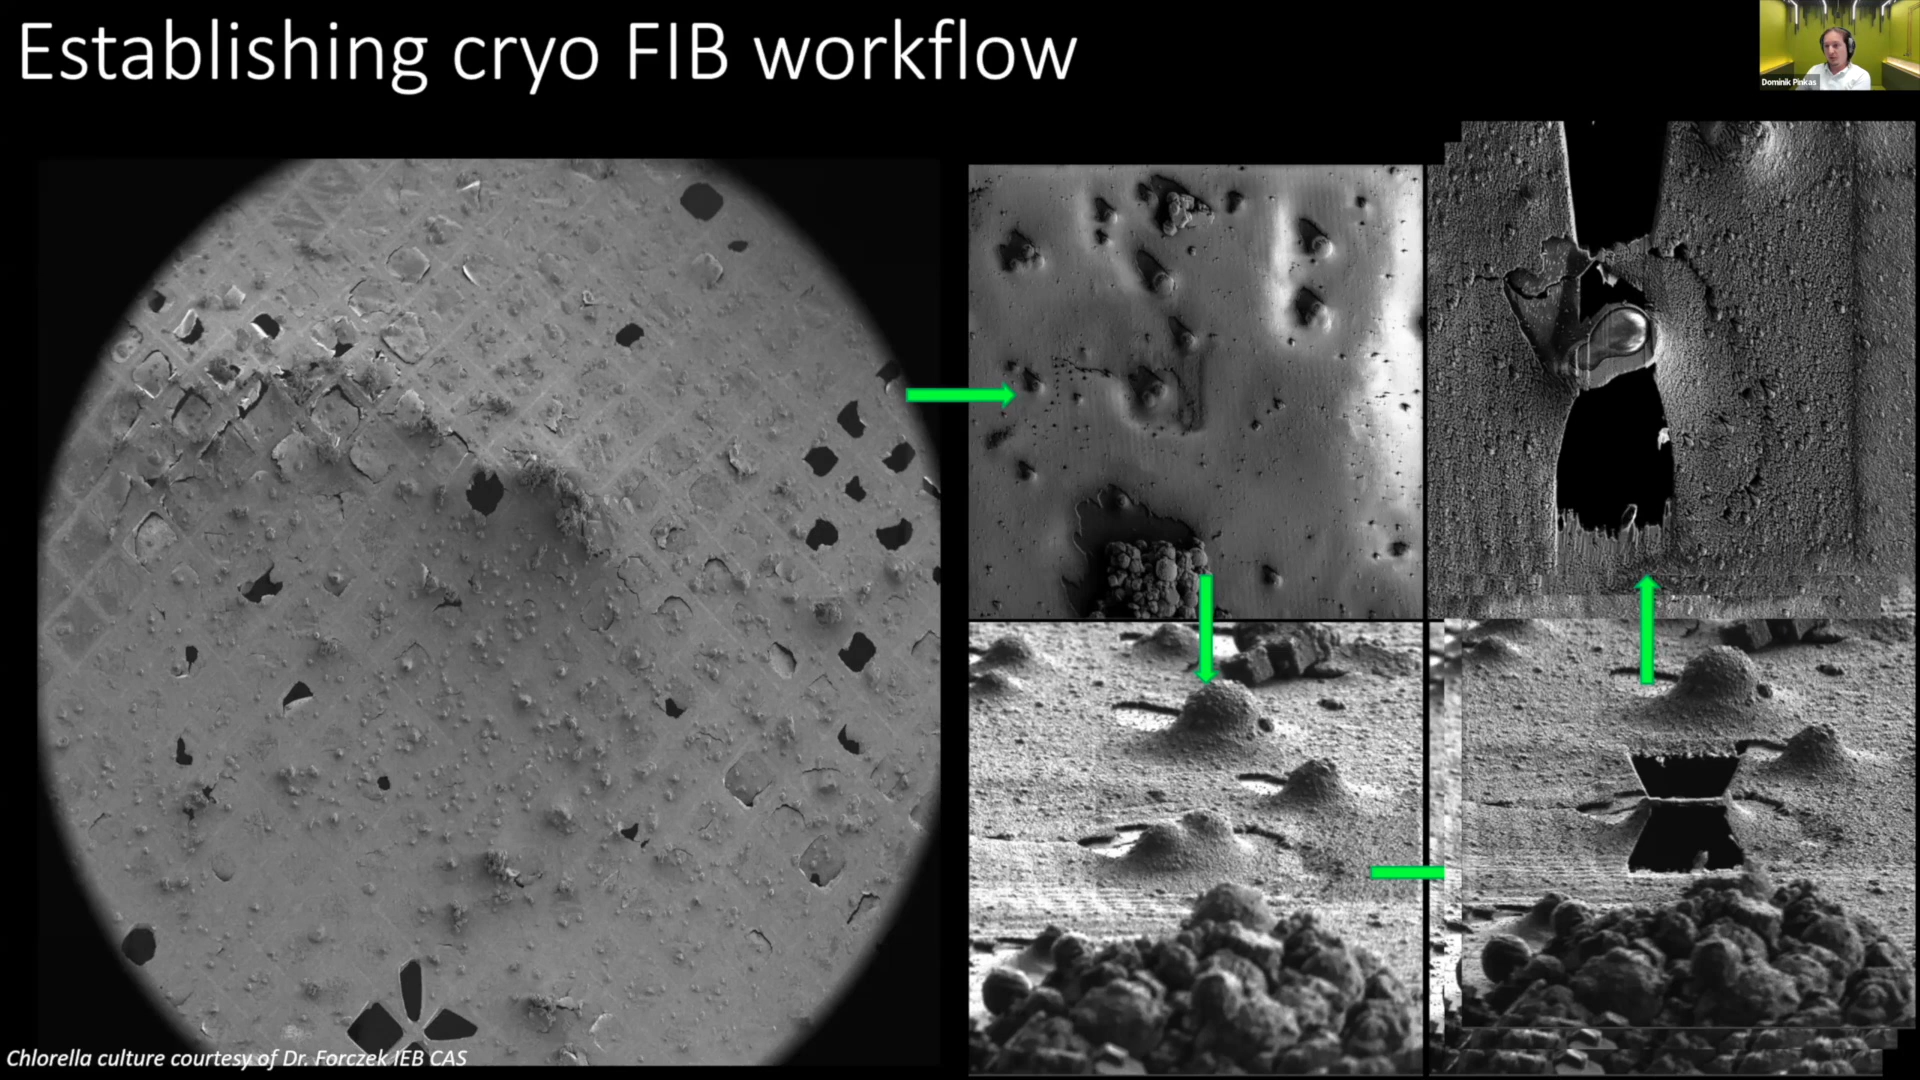 Establishing cryo FIB workflow
Dominik Pinkas
Chlorella culture courtesy of Dr. Forczek IEB CAS